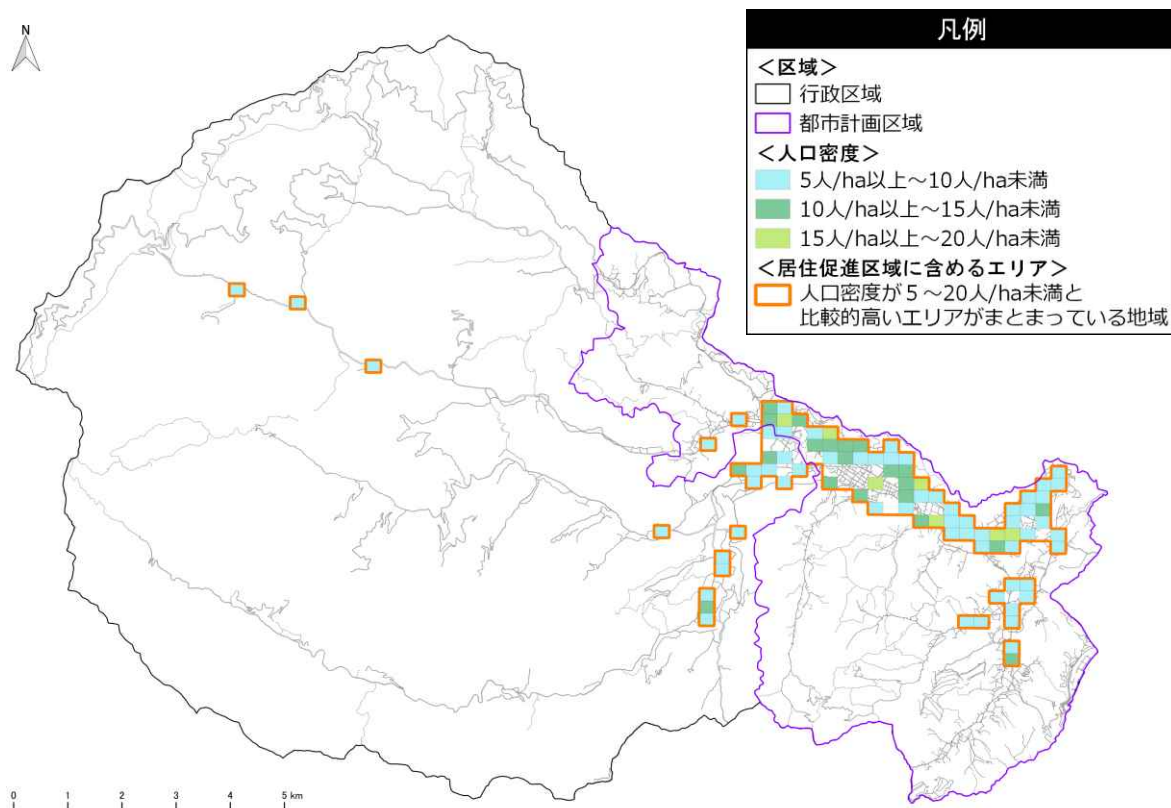 N
凡例
＜区域＞
行政区域
都市計画区域
＜人口密度＞
5人/ha以上～10人/ha未満
10人/ha以上～15人/ha未満
15人/ha以上～20人/ha未満
＜居住促進区域に含めるエリア＞
人口密度が５～20人/ha未満と
比較的高いエリアがまとまっている地域
0 1 2 3 4 5 km